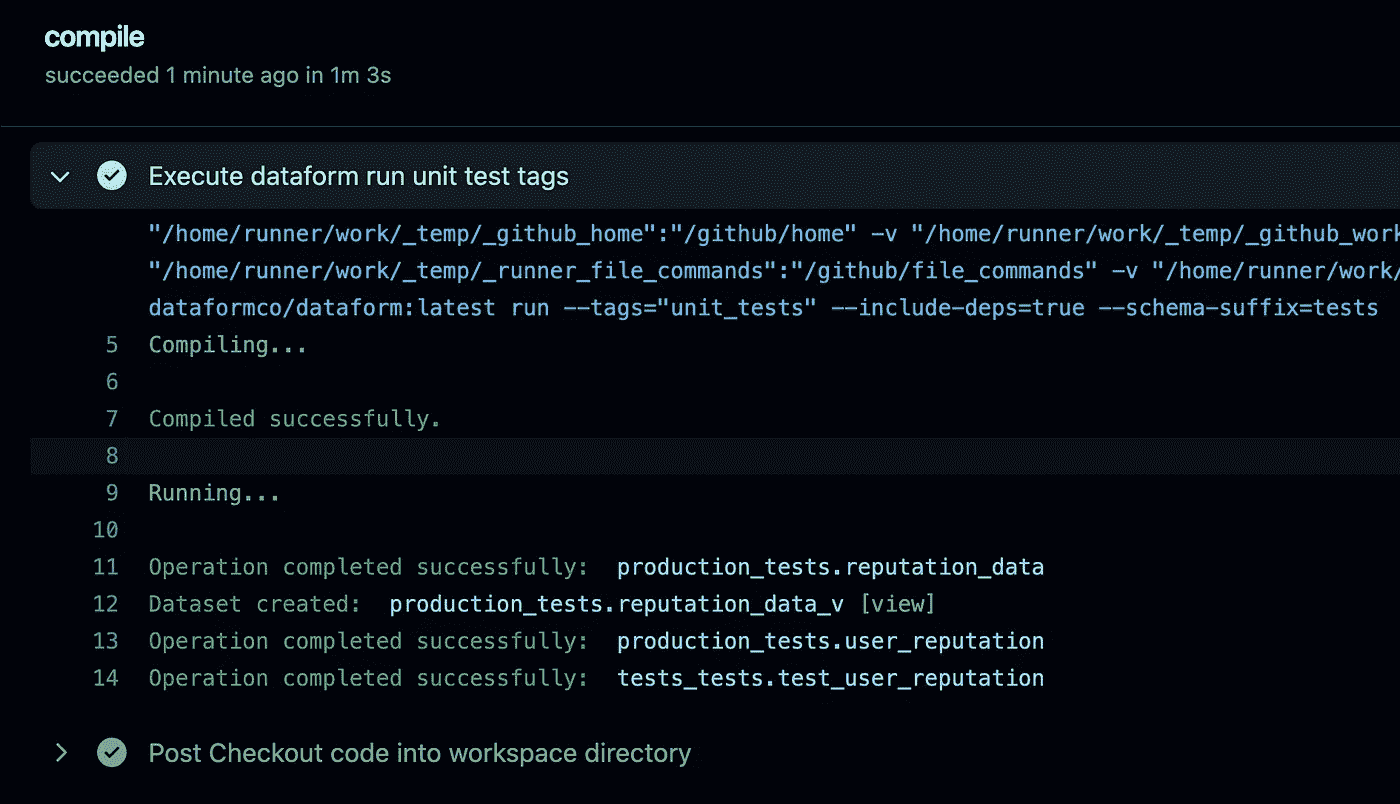 compile
succeeded 1 minute ago in 1m 3s
Execute dataform run unit test tags
"/home/runner/work/_temp/_github_home":"/github/home" -v "/home/runner/work/_temp/_github_work
"/home/runner/work/_temp/_runner_file_commands":"/github/file_commands" -v "/home/runner/work/
dataformco/dataform:latest run --tags="unit_tests" --include-deps=true --schema-suffix=tests
5 Compiling...
6
7 Compiled successfully.
8
9 Running...
10
11 Operation completed successfully:  production_tests.reputation_data
12 Dataset created:  production_tests.reputation_data_v [view]
13 Operation completed successfully:  production_tests.user_reputation
14 Operation completed successfully:  tests_tests.test_user_reputation
Post Checkout code into workspace directory